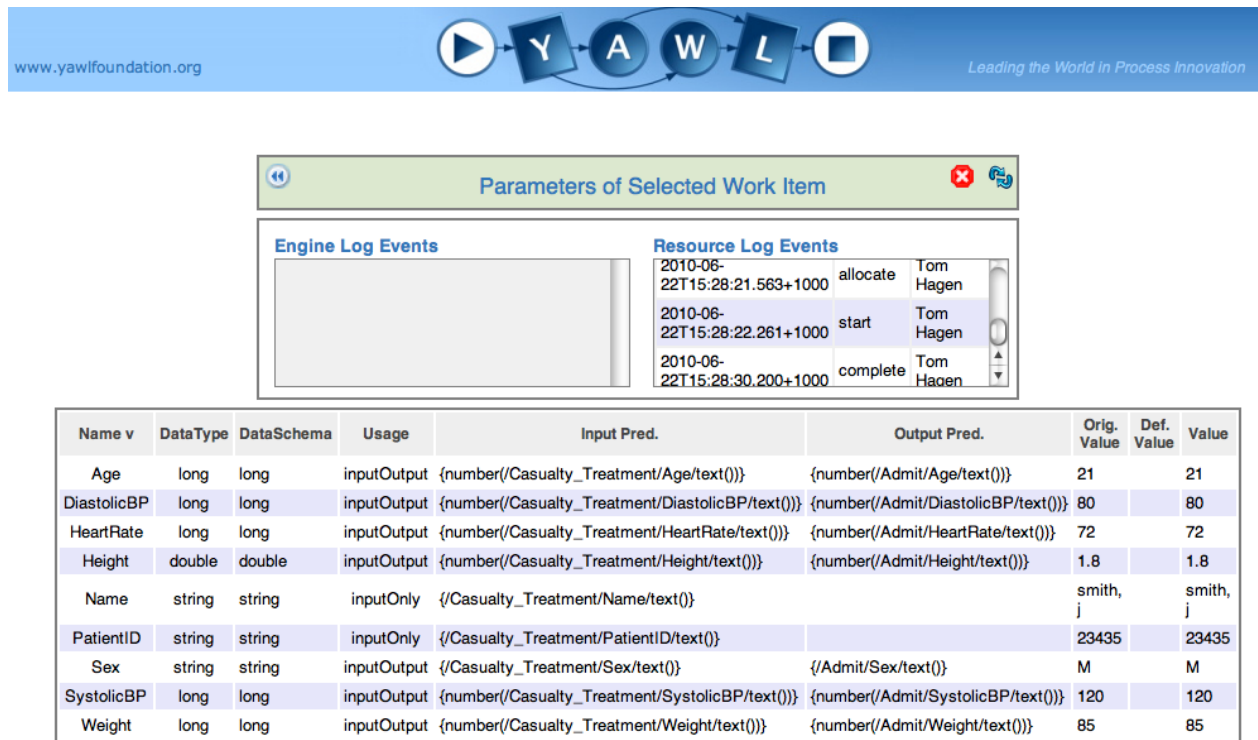 www.yawlfoundation.org
Y A W L
Leading the World in Process Innovation
Parameters of Selected Work Item
Engine Log Events
Resource Log Events
2010-06-
22T15:28:21.563+1000 allocate Tom
Hagen
2010-06-
22T15:28:22.261+1000 start Tom
Hagen
2010-06-
22T15:28:30.200+1000 complete Tom
Hagen
Name v DataType DataSchema Usage Input Pred. Output Pred. Orig. Value Def. Value Value
Age long long inputOutput {number(/Casualty_Treatment/Age/text())} {number(/Admit/Age/text())} 21 21
DiastolicBP long long inputOutput {number(/Casualty_Treatment/DiastolicBP/text())} {number(/Admit/DiastolicBP/text())} 80 80
HeartRate long long inputOutput {number(/Casualty_Treatment/HeartRate/text())} {number(/Admit/HeartRate/text())} 72 72
Height double double inputOutput {number(/Casualty_Treatment/Height/text())} {number(/Admit/Height/text())} 1.8 1.8
Name string string inputOnly {/Casualty_Treatment/Name/text()} smith, j smith, j
PatientID string string inputOnly {/Casualty_Treatment/PatientID/text()} 23435 23435
Sex string string inputOutput {/Casualty_Treatment/Sex/text()} {/Admit/Sex/text()} M M
SystolicBP long long inputOutput {number(/Casualty_Treatment/SystolicBP/text())} {number(/Admit/SystolicBP/text())} 120 120
Weight long long inputOutput {number(/Casualty_Treatment/Weight/text())} {number(/Admit/Weight/text())} 85 85